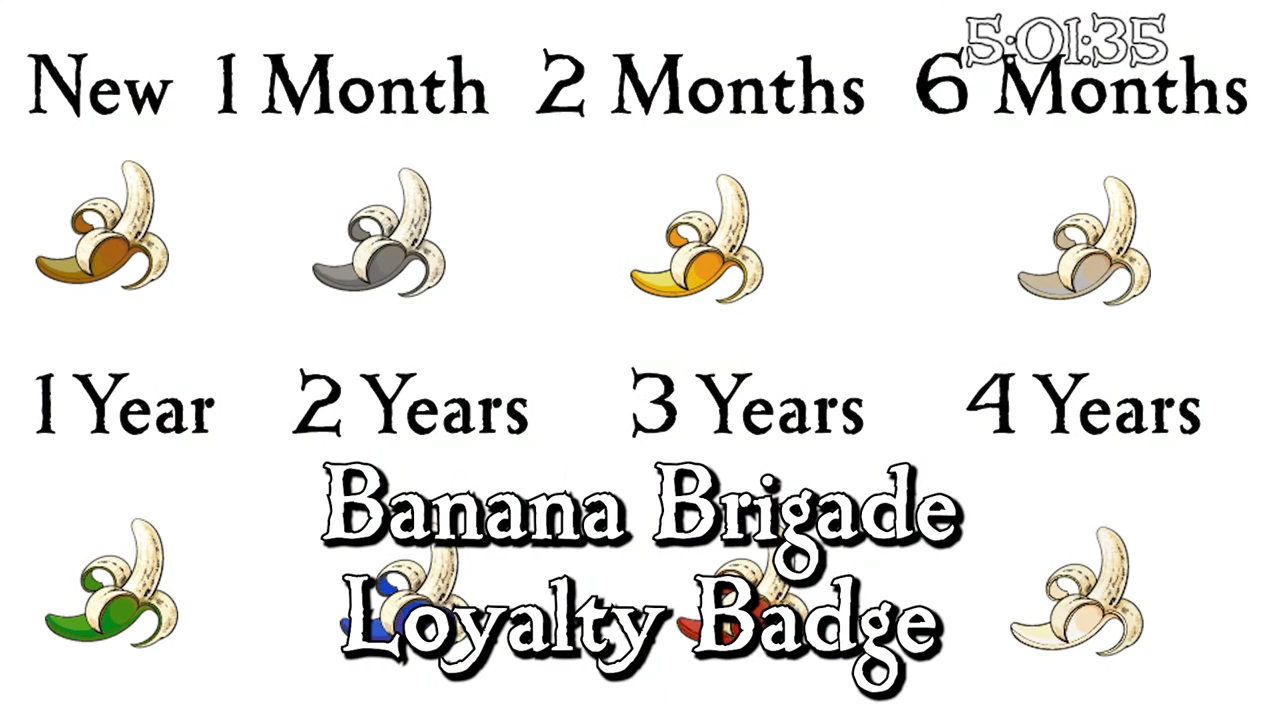 5:01:35
New 1 Month 2 Months 6 Months
1 Year 2 Years 3 Years 4 Years
Banana Brigade
Loyalty Badge